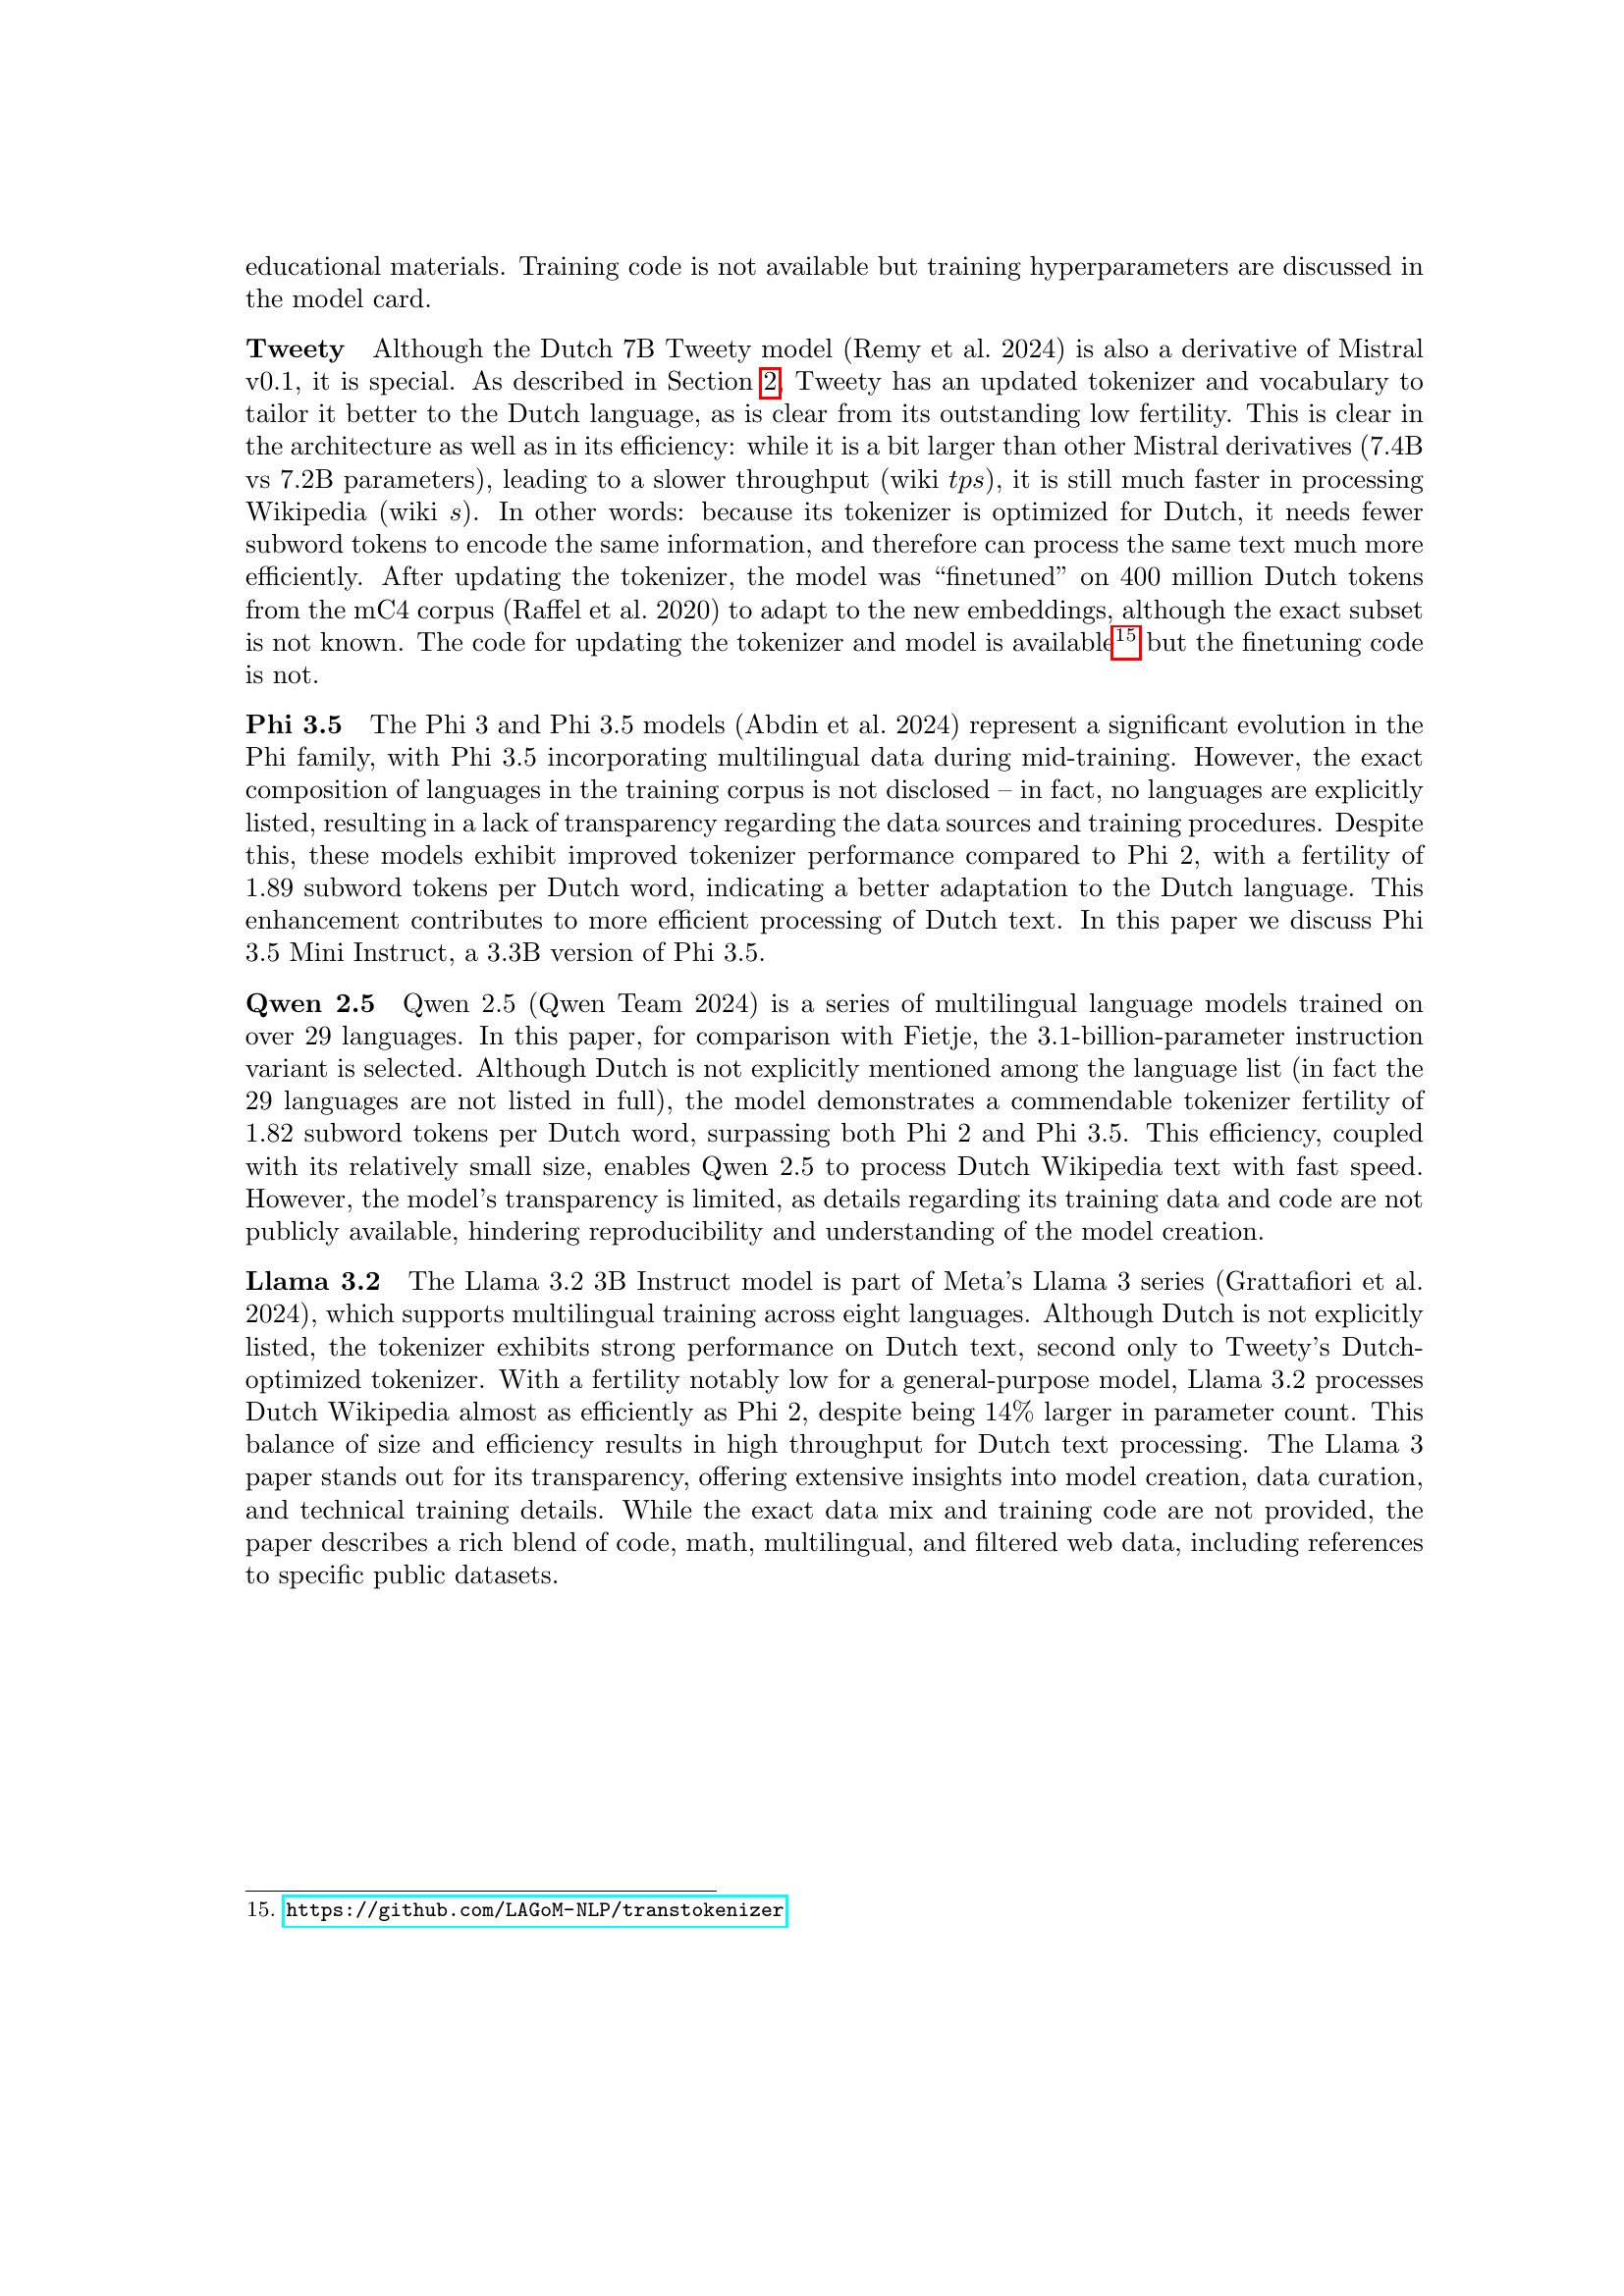 educational materials. Training code is not available but training hyperparameters are discussed in
the model card.
Tweety Although the Dutch 7B Tweety model (Remy et al. 2024) is also a derivative of Mistral
v0.1, it is special. As described in Section 2, Tweety has an updated tokenizer and vocabulary to
tailor it better to the Dutch language, as is clear from its outstanding low fertility. This is clear in
the architecture as well as in its efficiency: while it is a bit larger than other Mistral derivatives (7.4B
vs 7.2B parameters), leading to a slower throughput (wiki tps), it is still much faster in processing
Wikipedia (wiki s). In other words: because its tokenizer is optimized for Dutch, it needs fewer
subword tokens to encode the same information, and therefore can process the same text much more
efficiently. After updating the tokenizer, the model was “finetuned” on 400 million Dutch tokens
from the mC4 corpus (Raffel et al. 2020) to adapt to the new embeddings, although the exact subset
is not known. The code for updating the tokenizer and model is available15 but the finetuning code
is not.
Phi 3.5 The Phi 3 and Phi 3.5 models (Abdin et al. 2024) represent a significant evolution in the
Phi family, with Phi 3.5 incorporating multilingual data during mid-training. However, the exact
composition of languages in the training corpus is not disclosed – in fact, no languages are explicitly
listed, resulting in a lack of transparency regarding the data sources and training procedures. Despite
this, these models exhibit improved tokenizer performance compared to Phi 2, with a fertility of
1.89 subword tokens per Dutch word, indicating a better adaptation to the Dutch language. This
enhancement contributes to more efficient processing of Dutch text. In this paper we discuss Phi
3.5 Mini Instruct, a 3.3B version of Phi 3.5.
Qwen 2.5 Qwen 2.5 (Qwen Team 2024) is a series of multilingual language models trained on
over 29 languages. In this paper, for comparison with Fietje, the 3.1-billion-parameter instruction
variant is selected. Although Dutch is not explicitly mentioned among the language list (in fact the
29 languages are not listed in full), the model demonstrates a commendable tokenizer fertility of
1.82 subword tokens per Dutch word, surpassing both Phi 2 and Phi 3.5. This efficiency, coupled
with its relatively small size, enables Qwen 2.5 to process Dutch Wikipedia text with fast speed.
However, the model’s transparency is limited, as details regarding its training data and code are not
publicly available, hindering reproducibility and understanding of the model creation.
Llama 3.2 The Llama 3.2 3B Instruct model is part of Meta’s Llama 3 series (Grattafiori et al.
2024), which supports multilingual training across eight languages. Although Dutch is not explicitly
listed, the tokenizer exhibits strong performance on Dutch text, second only to Tweety’s Dutch-
optimized tokenizer. With a fertility notably low for a general-purpose model, Llama 3.2 processes
Dutch Wikipedia almost as efficiently as Phi 2, despite being 14% larger in parameter count. This
balance of size and efficiency results in high throughput for Dutch text processing. The Llama 3
paper stands out for its transparency, offering extensive insights into model creation, data curation,
and technical training details. While the exact data mix and training code are not provided, the
paper describes a rich blend of code, math, multilingual, and filtered web data, including references
to specific public datasets.
15. https://github.com/LAGoM-NLP/transtokenizer